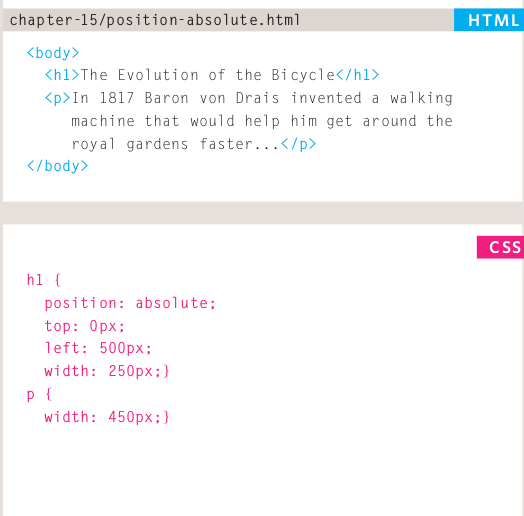 chapter-15/position-absolute.html HTML
<body>
<h1>The Evolution of the Bicycle</h1>
<p>In 1817 Baron von Drais invented a walking
machine that would help him get around the
royal gardens faster...</p>
</body>
CSS
h1 {
position: absolute;
top: 0px;
left: 500px;
width: 250px;}
p {
width: 450px;}